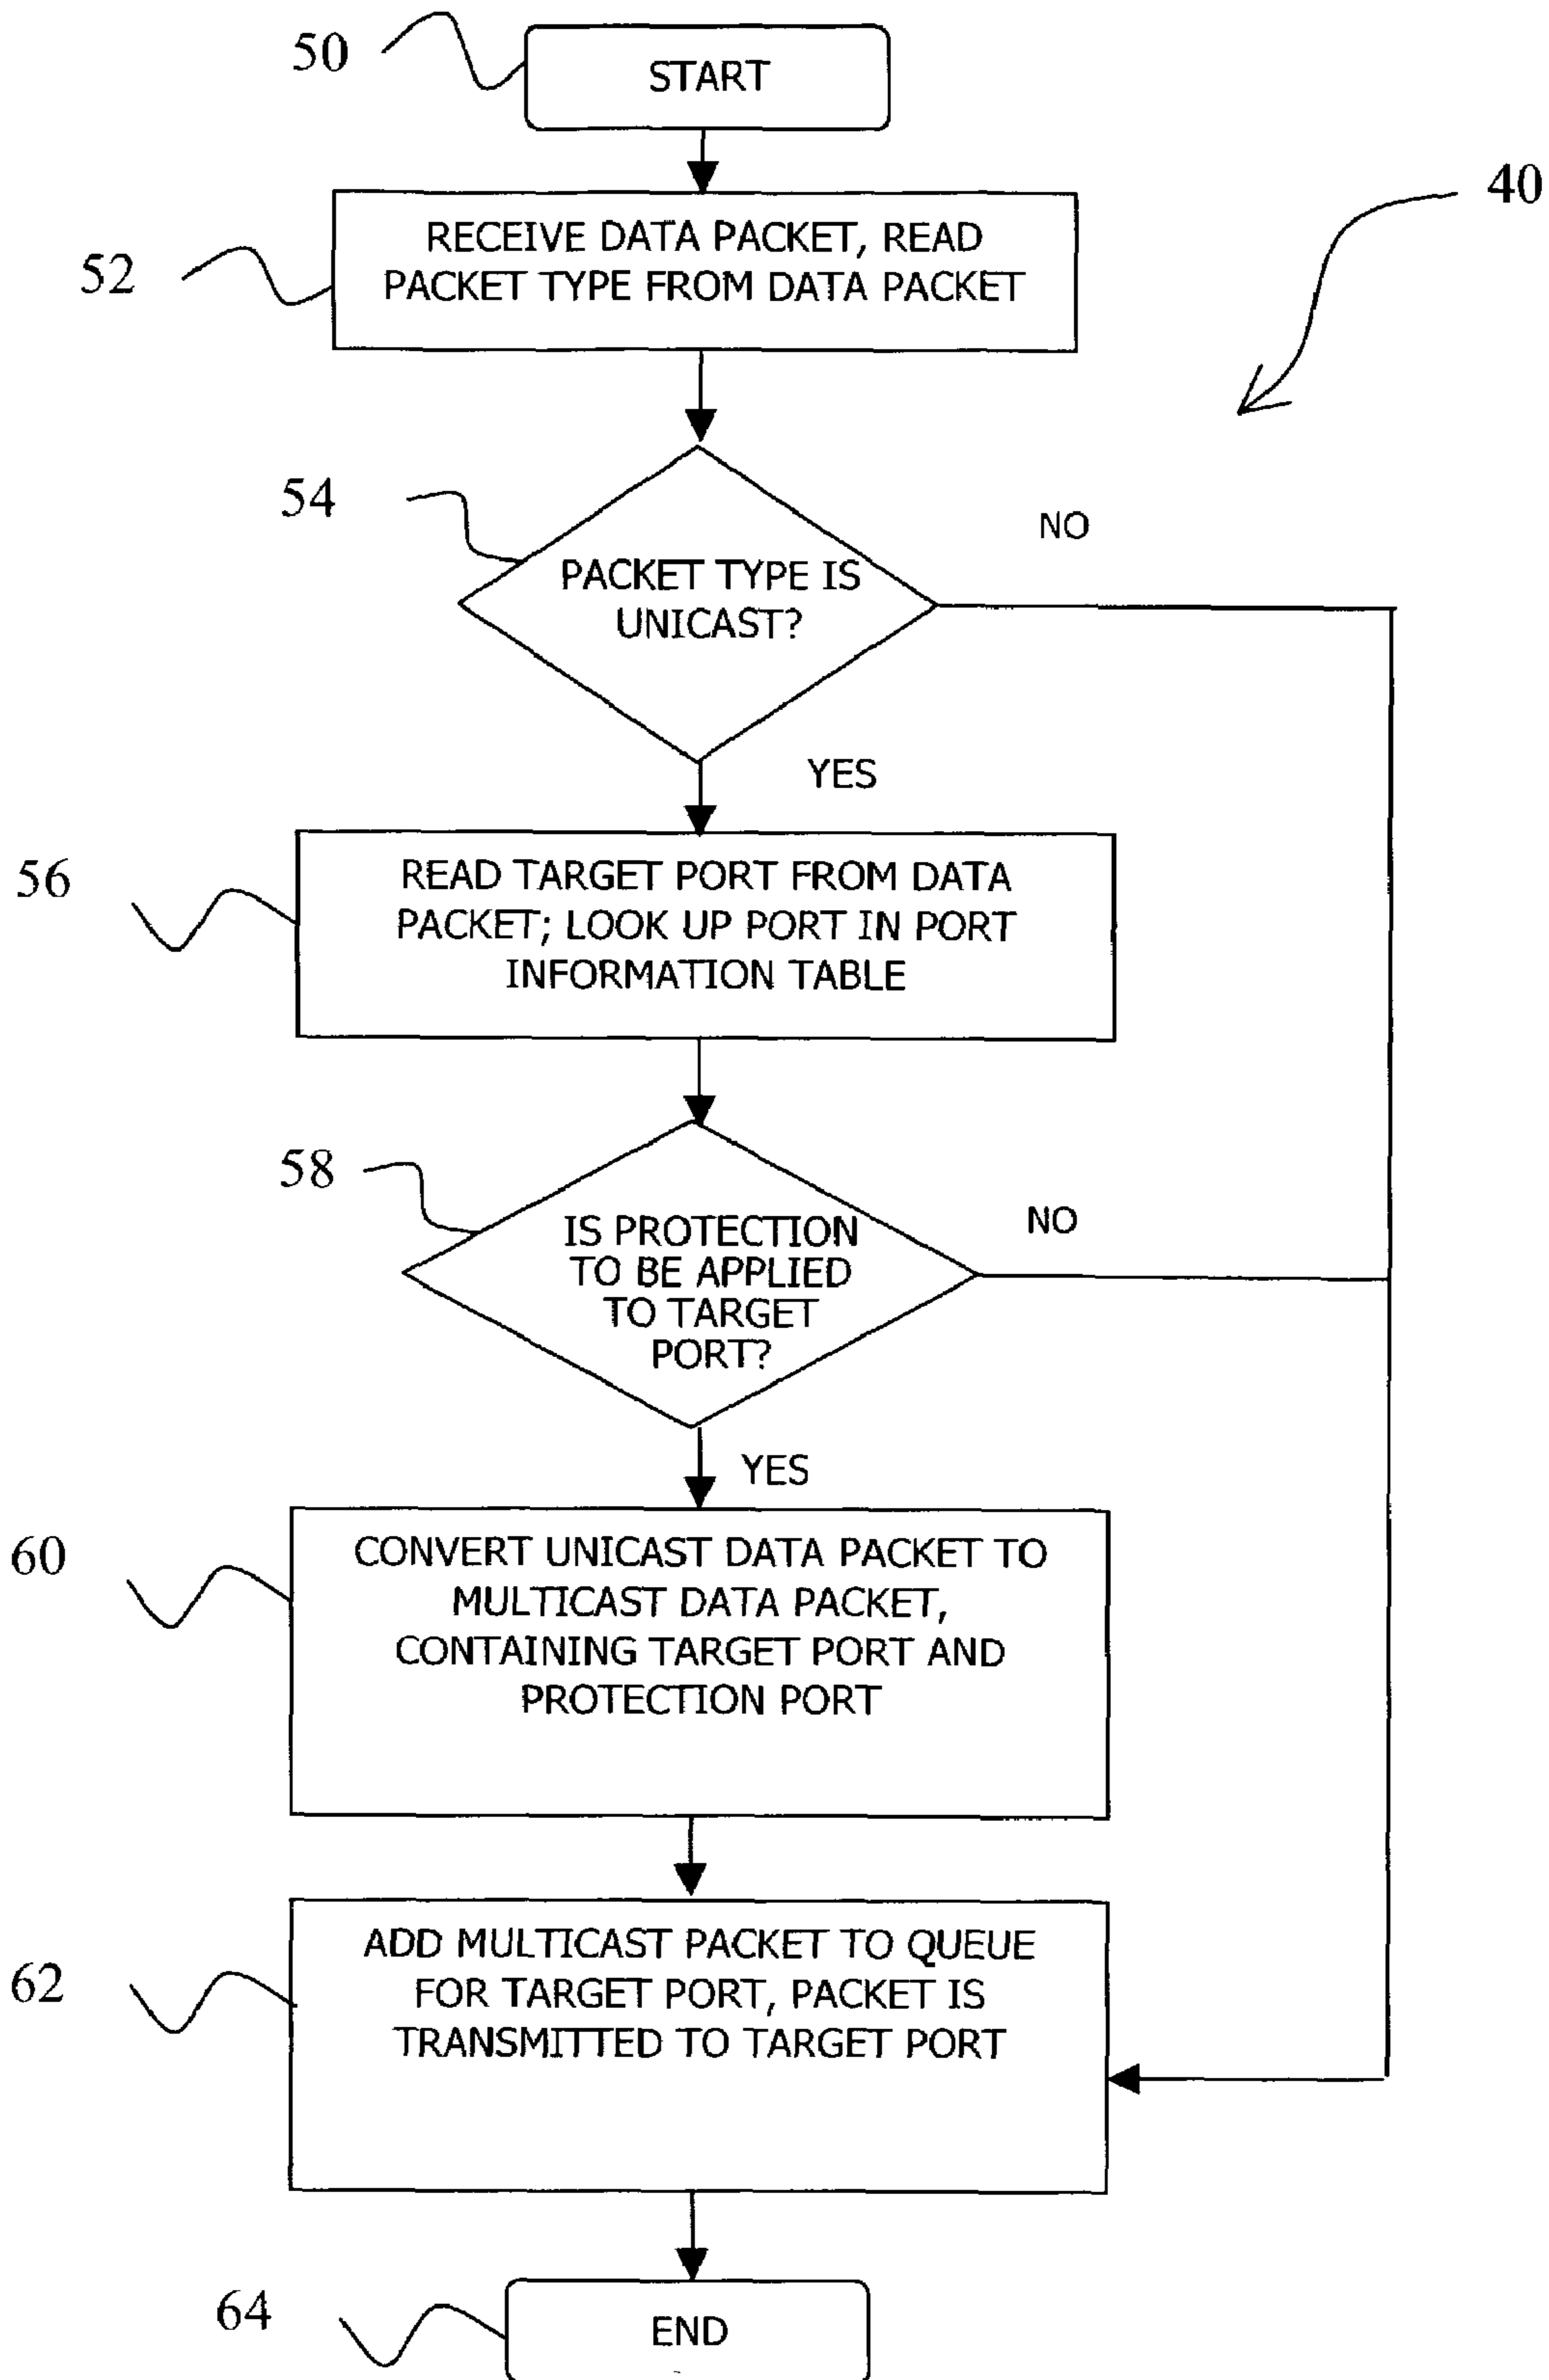 50
START
40
52
RECEIVE DATA PACKET, READ
PACKET TYPE FROM DATA PACKET
54
NO
PACKET TYPE IS
UNICAST?
YES
56
READ TARGET PORT FROM DATA
PACKET; LOOK UP PORT IN PORT
INFORMATION TABLE
58
NO
IS PROTECTION
TO BE APPLIED
TO TARGET
PORT?
YES
60
CONVERT UNICAST DATA PACKET TO
MULTICAST DATA PACKET,
CONTAINING TARGET PORT AND
PROTECTION PORT
62
ADD MULTICAST PACKET TO QUEUE
FOR TARGET PORT, PACKET IS
TRANSMITTED TO TARGET PORT
64
END